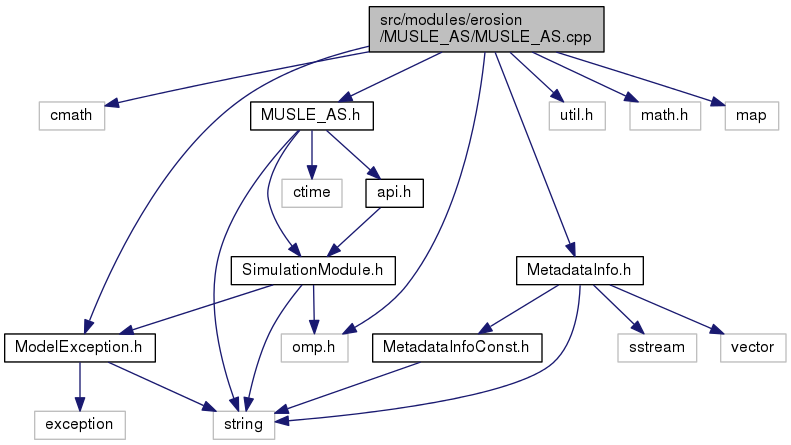 src/modules/erosion
/MUSLE_AS/MUSLE_AS.cpp
cmath
MUSLE_AS.h
util.h
math.h
map
ctime
api.h
SimulationModule.h
MetadataInfo.h
ModelException.h
omp.h
MetadataInfoConst.h
sstream
vector
exception
string